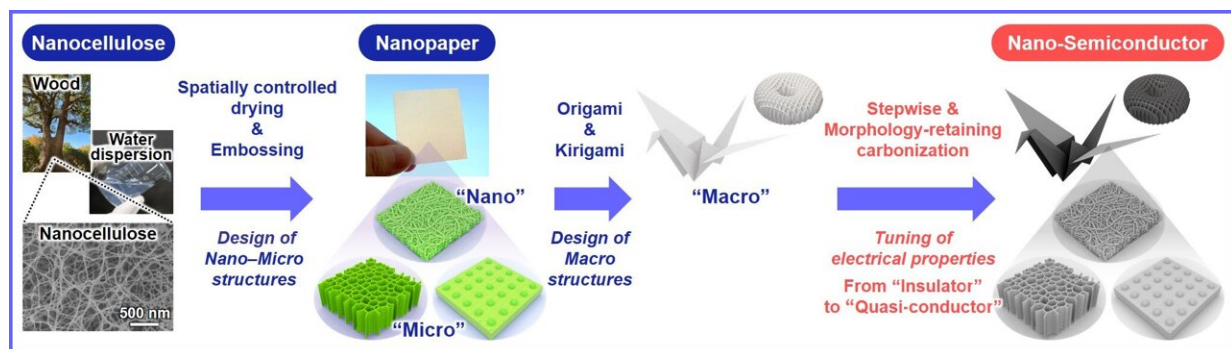 Nanocellulose
Wood
Water
dispersion
Nanocellulose
500 nm
Spatially controlled
drying
&
Embossing
Design of
Nano–Micro
structures
Nanopaper
“Nano”
“Micro”
Origami
&
Kirigami
Design of
Macro
structures
“Macro”
Stepwise &
Morphology-retaining
carbonization
Tuning of
electrical properties
From “Insulator”
to “Quasi-conductor”
Nano-Semiconductor